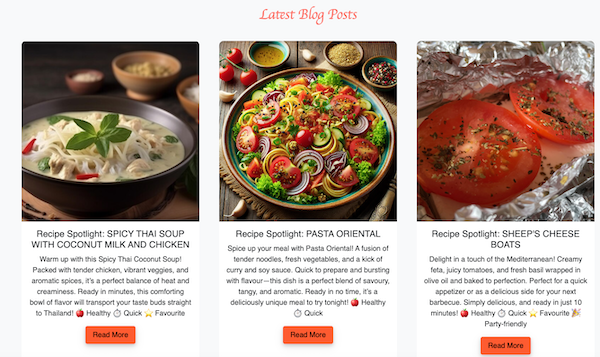 Latest Blog Posts
Recipe Spotlight: SPICY THAI SOUP
WITH COCONUT MILK AND CHICKEN
Warm up with this Spicy Thai Coconut Soup!
Packed with tender chicken, vibrant veggies, and
aromatic spices, it's a perfect balance of heat and
creaminess. Ready in minutes, this comforting
bowl of flavor will transport your taste buds straight
to Thailand! 🍎 Healthy ⏱ Quick ⭐ Favourite
Read More
Recipe Spotlight: PASTA ORIENTAL
Spice up your meal with Pasta Oriental! A fusion of
tender noodles, fresh vegetables, and a kick of
curry and soy sauce. Quick to prepare and bursting
with flavour—this dish is a perfect blend of savoury,
tangy, and aromatic. Ready in no time, it's a
deliciously unique meal to try tonight! 🍎 Healthy
⏱ Quick
Read More
Recipe Spotlight: SHEEP'S CHEESE
BOATS
Delight in a touch of the Mediterranean! Creamy
feta, juicy tomatoes, and fresh basil wrapped in
olive oil and baked to perfection. Perfect for a quick
appetizer or as a delicious side for your next
barbecue. Simply delicious, and ready in just 10
minutes! 🍎 Healthy ⏱ Quick ⭐ Favourite 🎉
Party-friendly
Read More